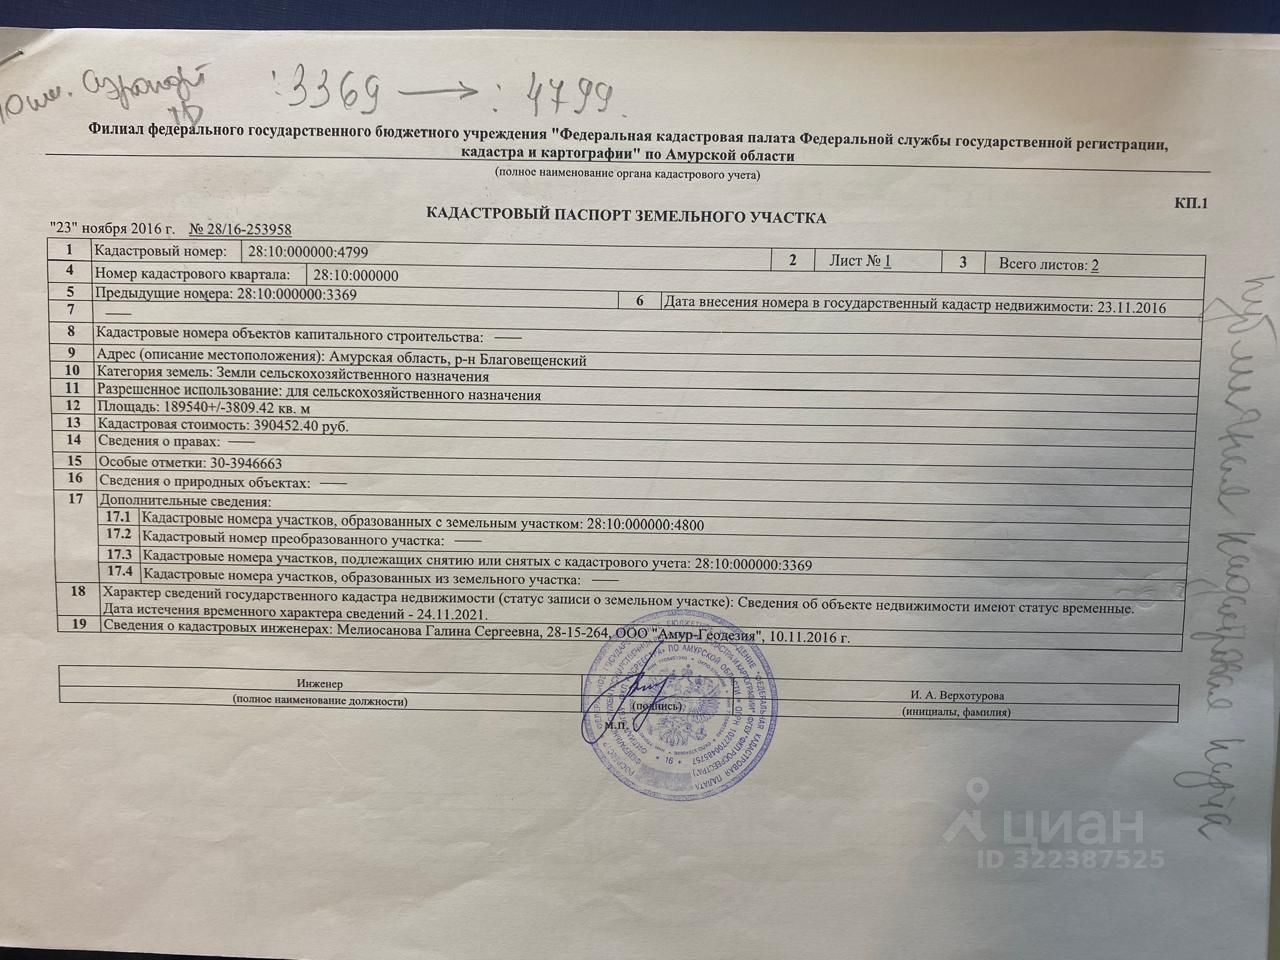 10 км. Аэропорт
:3369 → :4799.
Филиал федерального государственного бюджетного учреждения "Федеральная кадастровая палата Федеральной службы государственной регистрации,
кадастра и картографии" по Амурской области
(полное наименование органа кадастрового учета)
КП.1
КАДАСТРОВЫЙ ПАСПОРТ ЗЕМЕЛЬНОГО УЧАСТКА
"23" ноября 2016 г. № 28/16-253958
1 Кадастровый номер: 28:10:000000:4799 2 Лист № 1 3 Всего листов: 2
4 Номер кадастрового квартала: 28:10:000000
5 Предыдущие номера: 28:10:000000:3369 6 Дата внесения номера в государственный кадастр недвижимости: 23.11.2016
7 —
8 Кадастровые номера объектов капитального строительства: —
9 Адрес (описание местоположения): Амурская область, р-н Благовещенский
10 Категория земель: Земли сельскохозяйственного назначения
11 Разрешенное использование: для сельскохозяйственного назначения
12 Площадь: 189540+/-3809.42 кв. м
13 Кадастровая стоимость: 390452.40 руб.
14 Сведения о правах: —
15 Особые отметки: 30-3946663
16 Сведения о природных объектах: —
17 Дополнительные сведения:
17.1 Кадастровые номера участков, образованных с земельным участком: 28:10:000000:4800
17.2 Кадастровый номер преобразованного участка: —
17.3 Кадастровые номера участков, подлежащих снятию или снятых с кадастрового учета: 28:10:000000:3369
17.4 Кадастровые номера участков, образованных из земельного участка: —
18 Характер сведений государственного кадастра недвижимости (статус записи о земельном участке): Сведения об объекте недвижимости имеют статус временные.
Дата истечения временного характера сведений - 24.11.2021.
19 Сведения о кадастровых инженерах: Мелиосанова Галина Сергеевна, 28-15-264, ООО "Амур-Геодезия", 10.11.2016 г.
Инженер И. А. Верхотурова
(полное наименование должности) (подпись) (инициалы, фамилия)
М.П.
публичная кадастровая карта
циан
ID 322387525